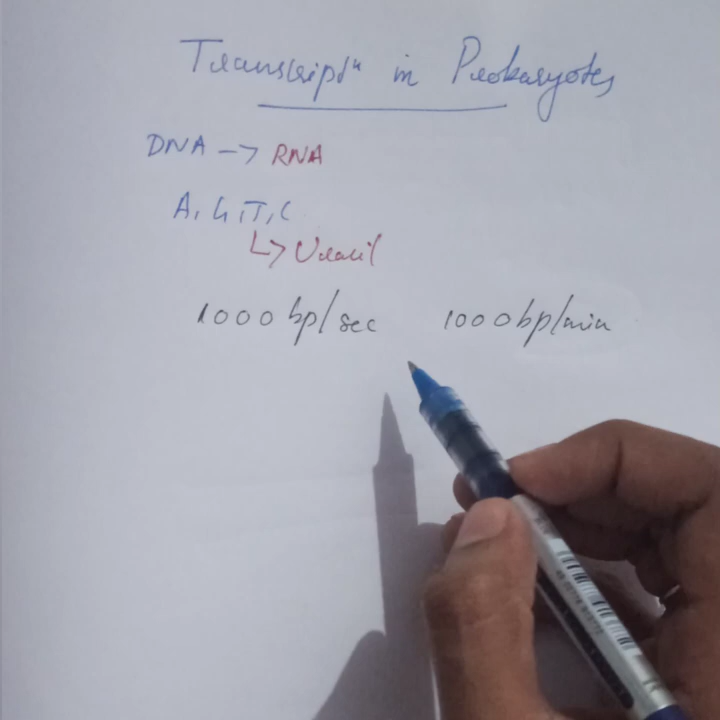 Transcriptⁿ in Prokaryotes
DNA → RNA
A, G, T, C
↳ Uracil
1000 bp/sec 1000 bp/min